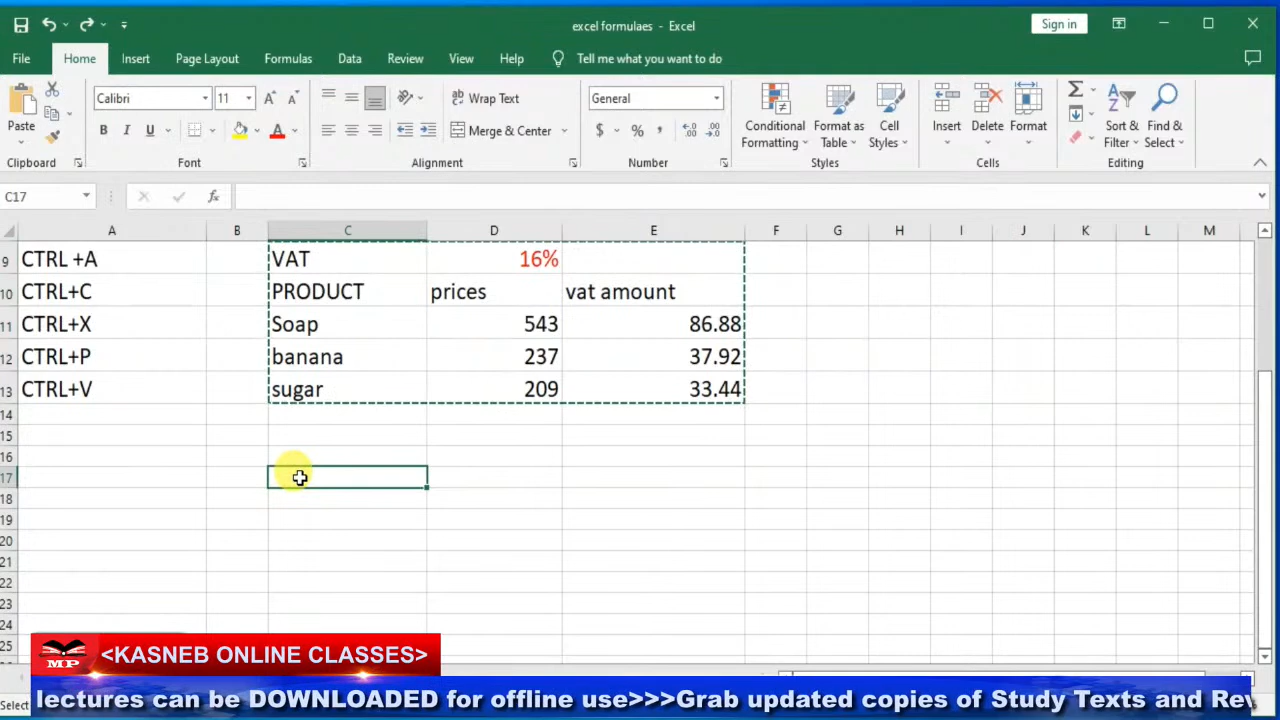 excel formulaes - Excel
Sign in
File Home Insert Page Layout Formulas Data Review View Help Tell me what you want to do
Paste
Calibri 11
B I U A
Wrap Text
Merge & Center
General
$ % ,
Conditional Formatting
Format as Table
Cell Styles
Insert
Delete
Format
Sort & Filter
Find & Select
Clipboard Font Alignment Number Styles Cells Editing
C17 fx
A B C D E F G H I J K L M
9 CTRL +A VAT 16%
10 CTRL+C PRODUCT prices vat amount
11 CTRL+X Soap 543 86.88
12 CTRL+P banana 237 37.92
13 CTRL+V sugar 209 33.44
14
15
16
17
18
19
20
21
22
23
24
25
MP
<KASNEB ONLINE CLASSES>
lectures can be DOWNLOADED for offline use>>>Grab updated copies of Study Texts and Rev
Select